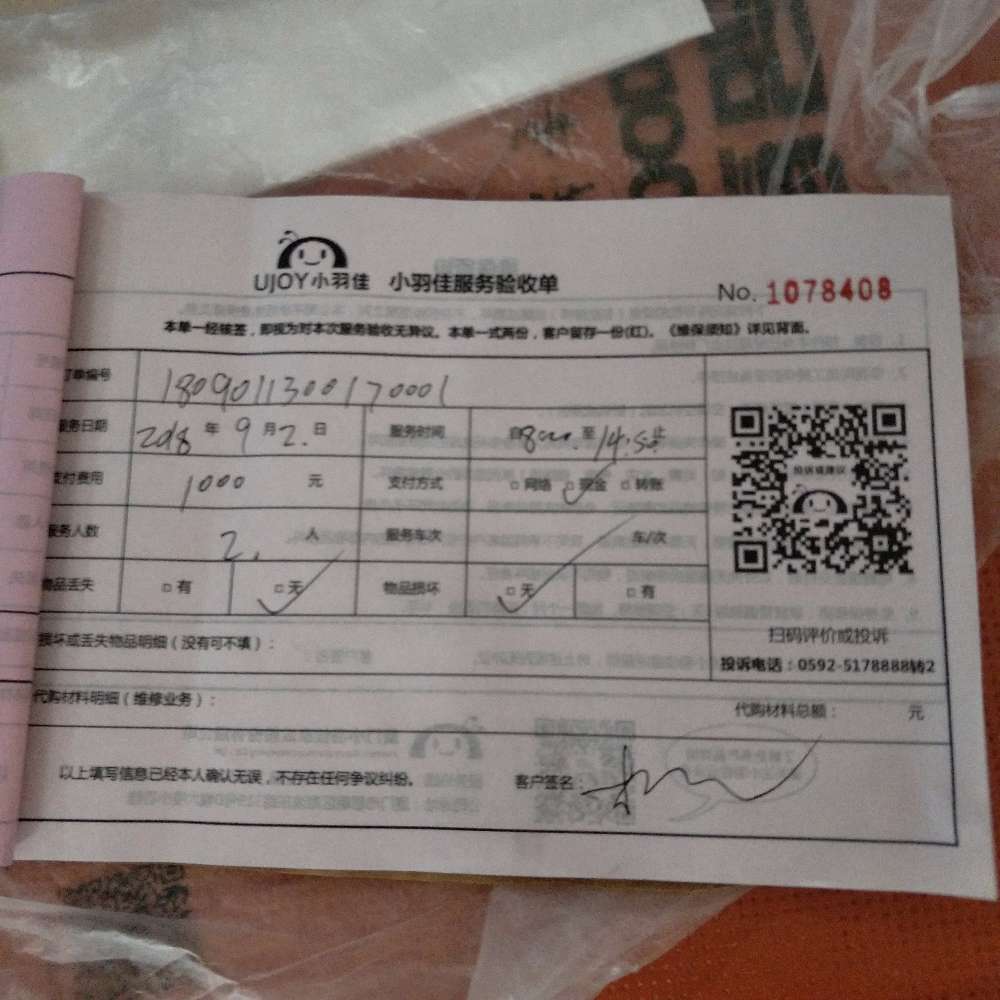 UJOY小羽佳 小羽佳服务验收单
No. 1078408
本单一经核签，即视为对本次服务验收无异议。本单一式两份，客户留存一份(红)。《维保须知》详见背面。
订单编号 1809011300170001
服务日期 2018 年 9 月 2. 日 服务时间 自 8:00 至 14:50 止
支付费用 1000 元 支付方式 □网络 □现金 □转账
服务人数 2. 人 服务车次 车/次
物品丢失 □有 □无 物品损坏 □无 □有
投诉或建议
扫码评价或投诉
投诉电话：0592-5178888转2
损坏或丢失物品明细（没有可不填）：
代购材料明细（维修业务）： 代购材料总额： 元
以上填写信息已经本人确认无误，不存在任何争议纠纷。 客户签名：